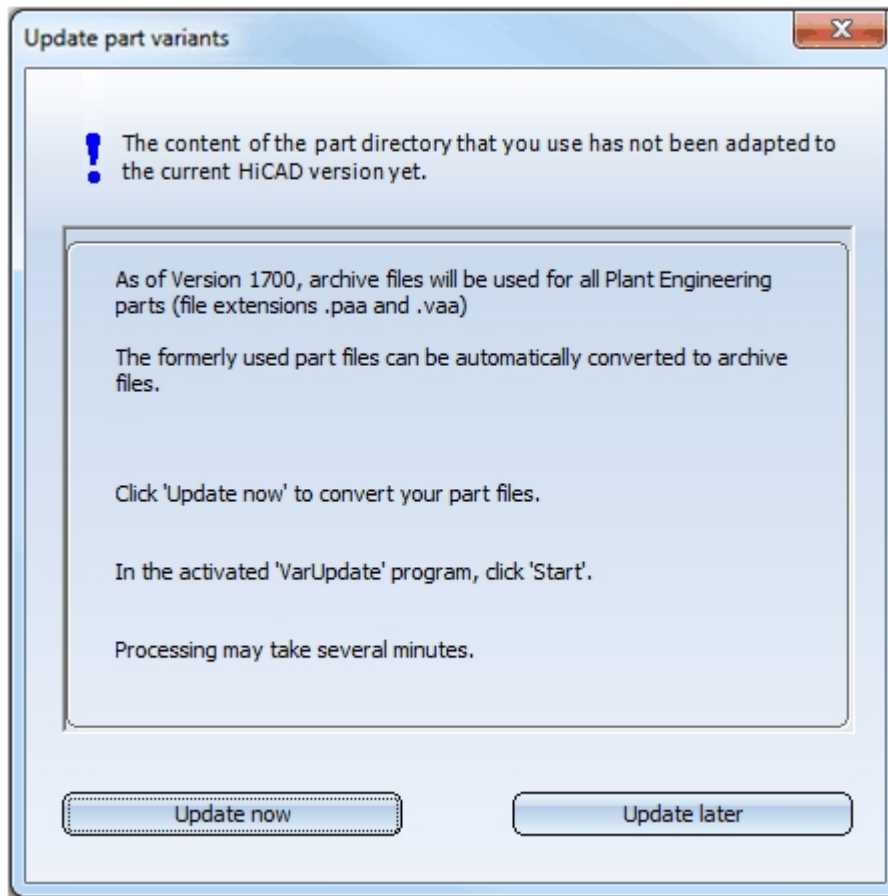 Update part variants
The content of the part directory that you use has not been adapted to
the current HiCAD version yet.
As of Version 1700, archive files will be used for all Plant Engineering
parts (file extensions .paa and .vaa)
The formerly used part files can be automatically converted to archive
files.
Click 'Update now' to convert your part files.
In the activated 'VarUpdate' program, click 'Start'.
Processing may take several minutes.
Update now
Update later